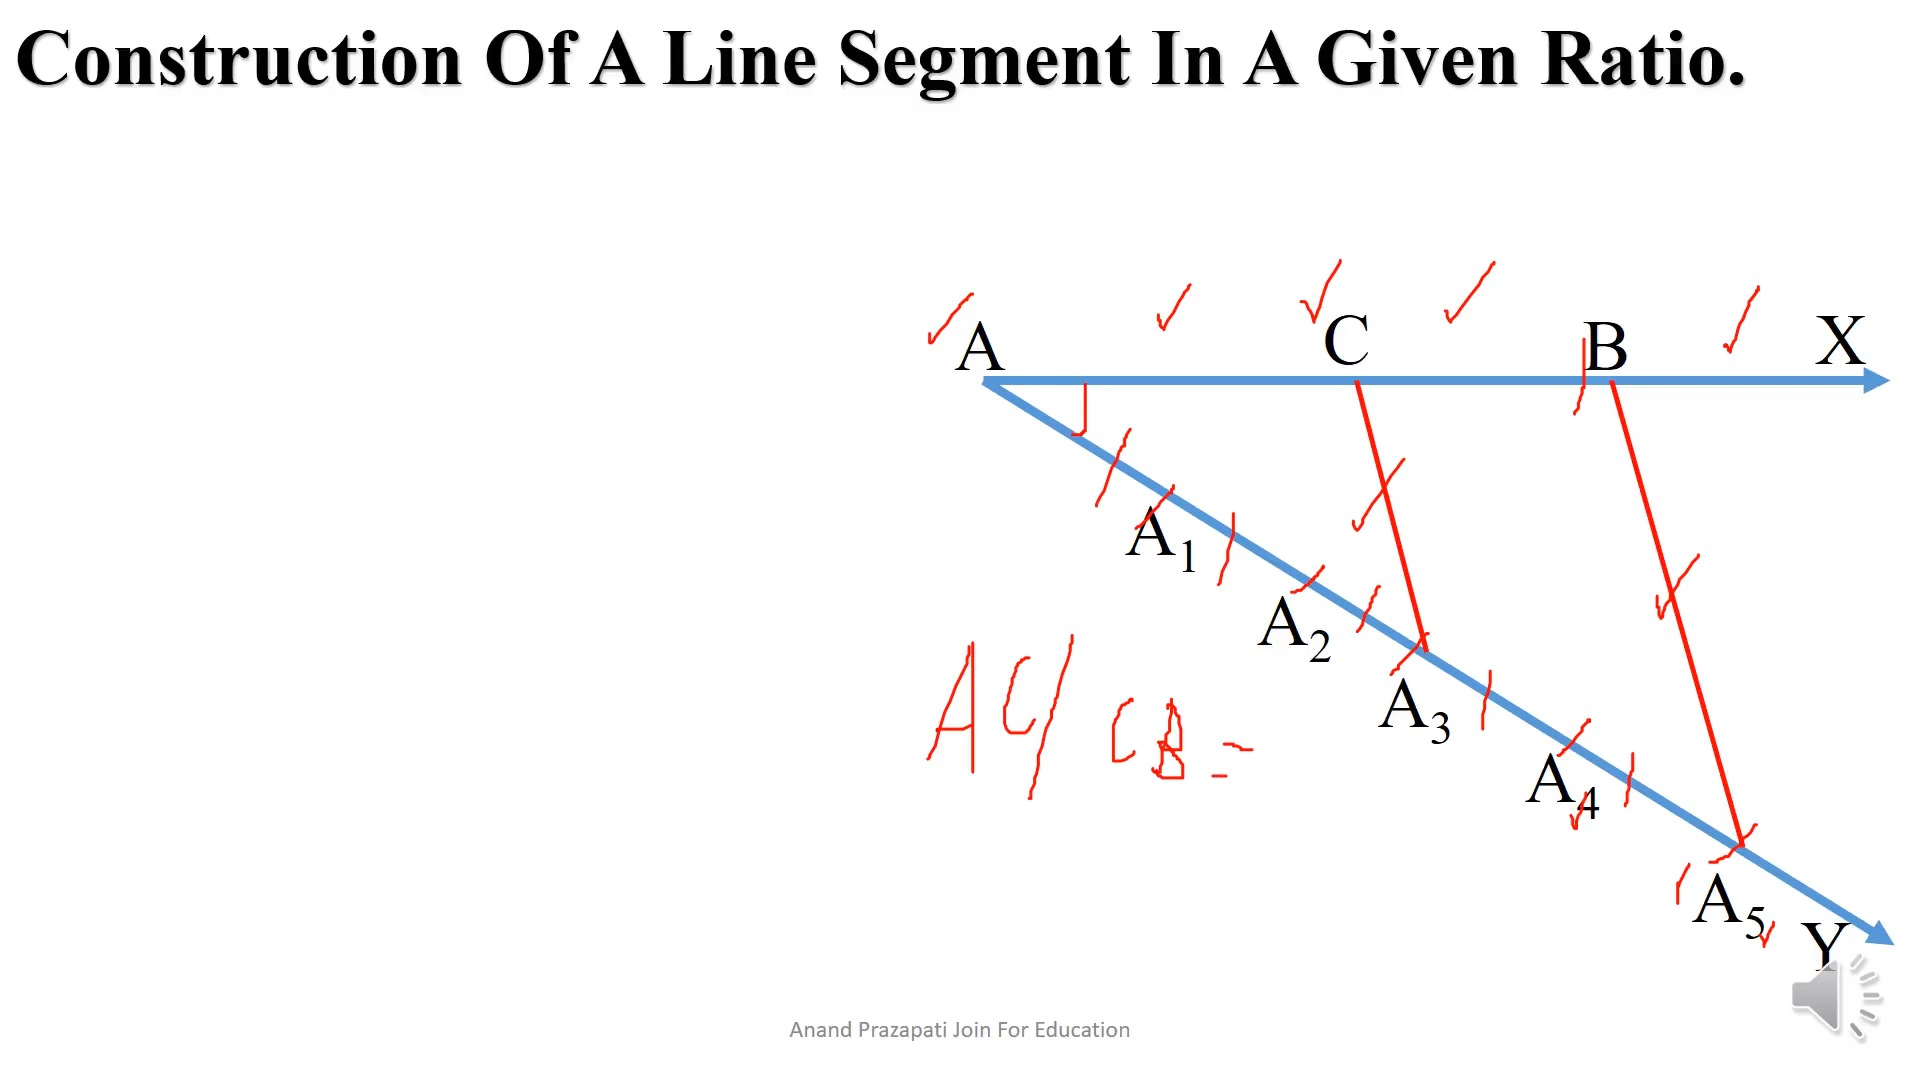 Construction Of A Line Segment In A Given Ratio.
A C B X
A₁
A₂
A₃
AC/CB =
A₄
A₅
Y
Anand Prazapati Join For Education